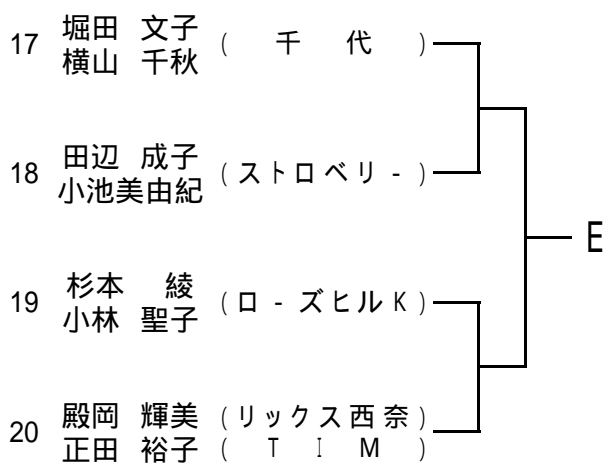 17 堀田 文子 ( 千 代 )
横山 千秋
18 田辺 成子 ( ストロベリ - )
小池美由紀
E
19 杉本 綾 ( ロ - ズヒルK )
小林 聖子
20 殿岡 輝美 ( リックス西奈 )
正田 裕子 ( T I M )